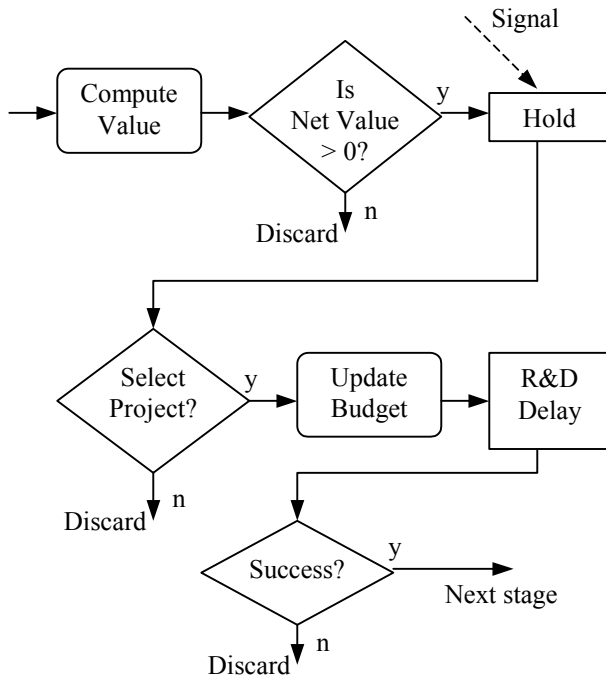 Signal
Compute
Value
Is
Net Value
> 0?
y
Hold
n
Discard
Select
Project?
y
Update
Budget
R&D
Delay
n
Discard
Success?
y
Next stage
n
Discard